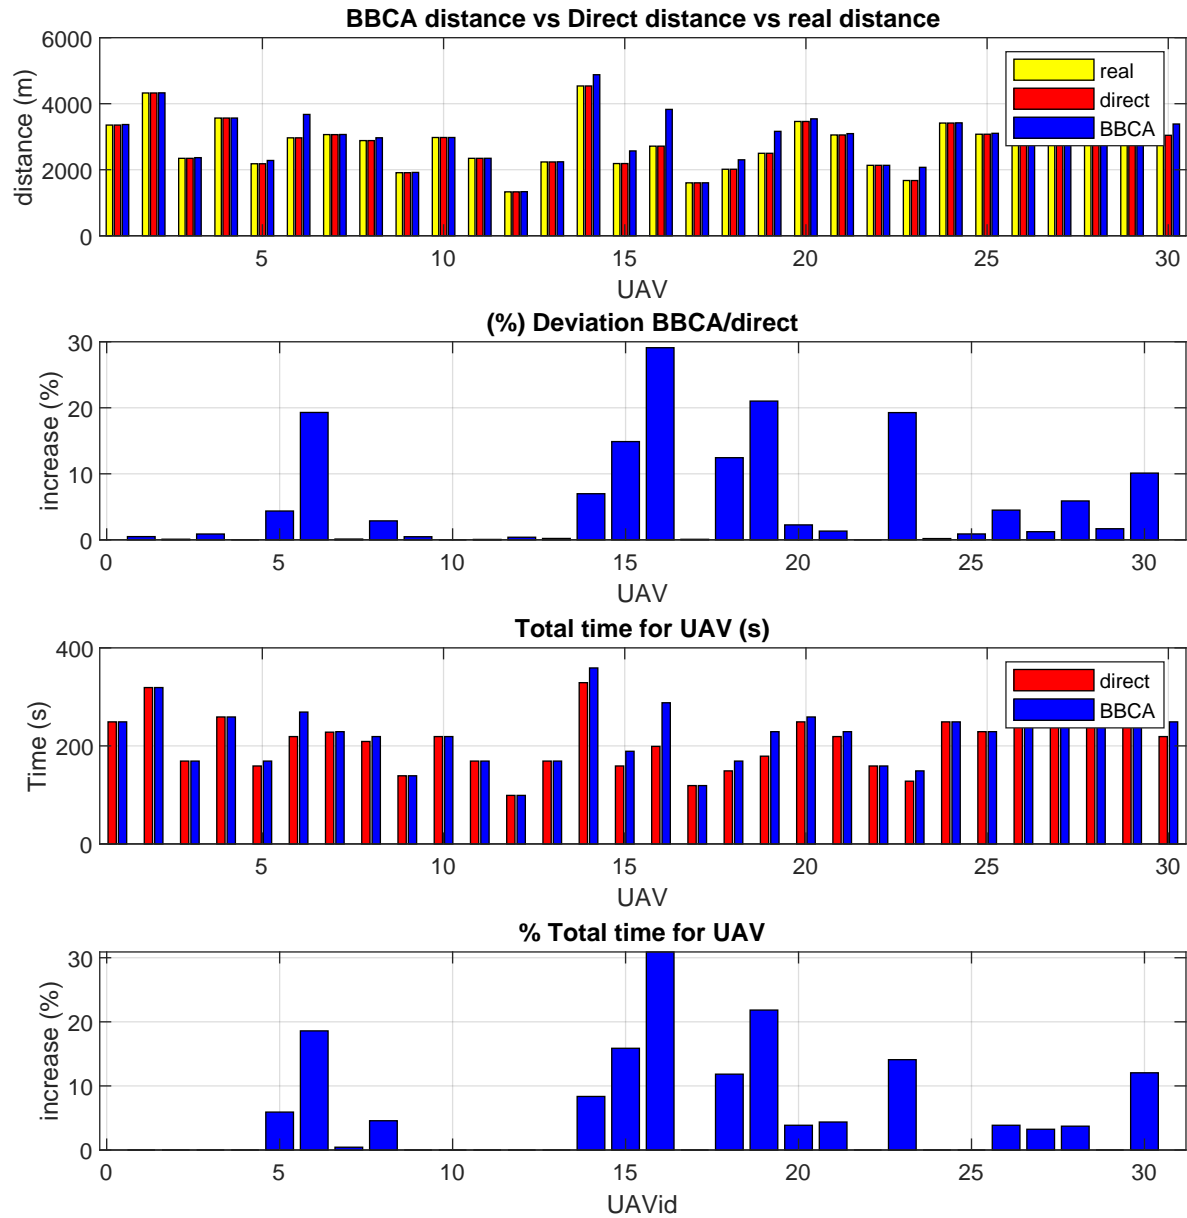 BBCA distance vs Direct distance vs real distance
6000
4000
2000
0
distance (m)
real
direct
BBCA
5 10 15 20 25 30
UAV
(%) Deviation BBCA/direct
30
20
10
0
increase (%)
0 5 10 15 20 25 30
UAV
Total time for UAV (s)
400
200
0
Time (s)
direct
BBCA
5 10 15 20 25 30
UAV
% Total time for UAV
30
20
10
0
increase (%)
0 5 10 15 20 25 30
UAVid